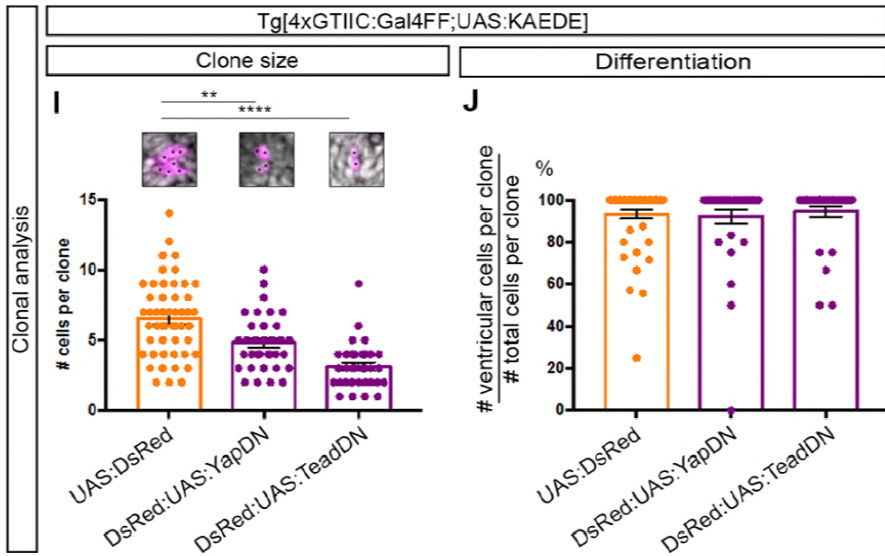 Tg[4xGTIIC:Gal4FF;UAS:KAEDE]
Clone size
Differentiation
Clonal analysis
I
**
****
# cells per clone
15
10
5
0
UAS:DsRed
DsRed:UAS:YapDN
DsRed:UAS:TeadDN
J
# ventricular cells per clone
# total cells per clone
%
100
80
60
40
20
0
UAS:DsRed
DsRed:UAS:YapDN
DsRed:UAS:TeadDN